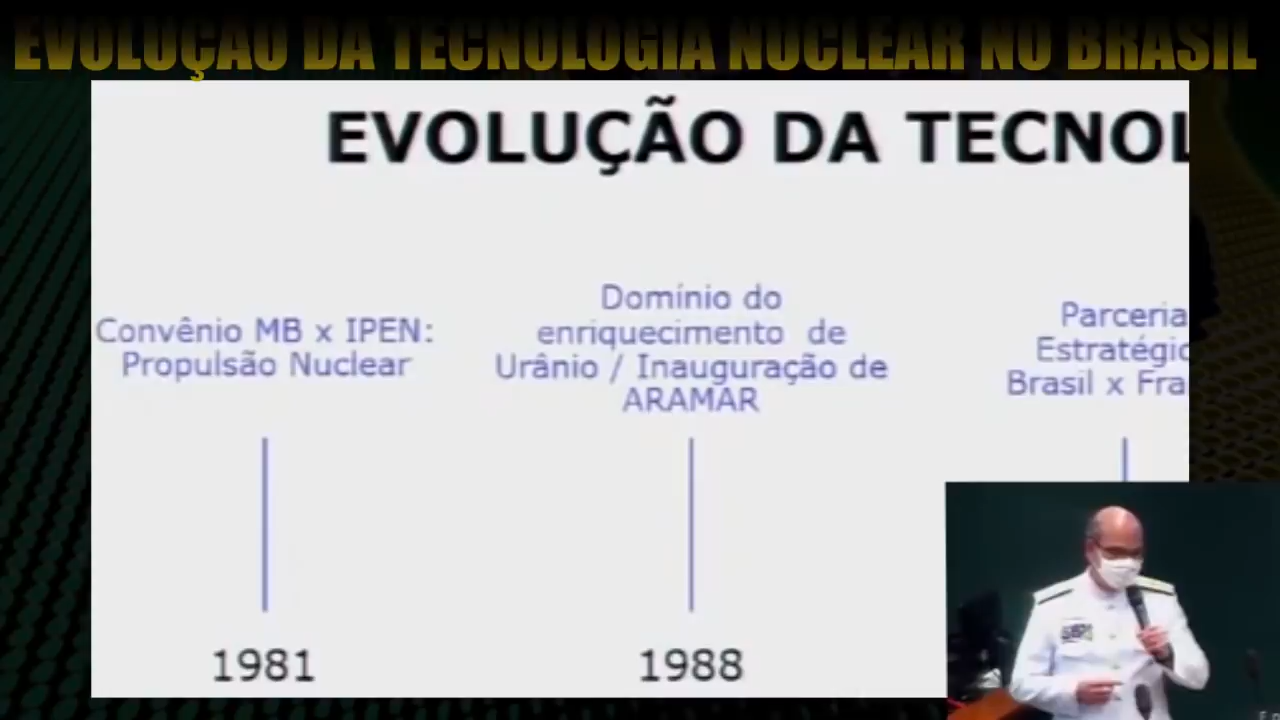 EVOLUÇÃO DA TECNOLOGIA NUCLEAR NO BRASIL
EVOLUÇÃO DA TECNOL
Convênio MB x IPEN:
Propulsão Nuclear
Domínio do
enriquecimento de
Urânio / Inauguração de
ARAMAR
Parceria
Estratégic
Brasil x Fra
1981
1988